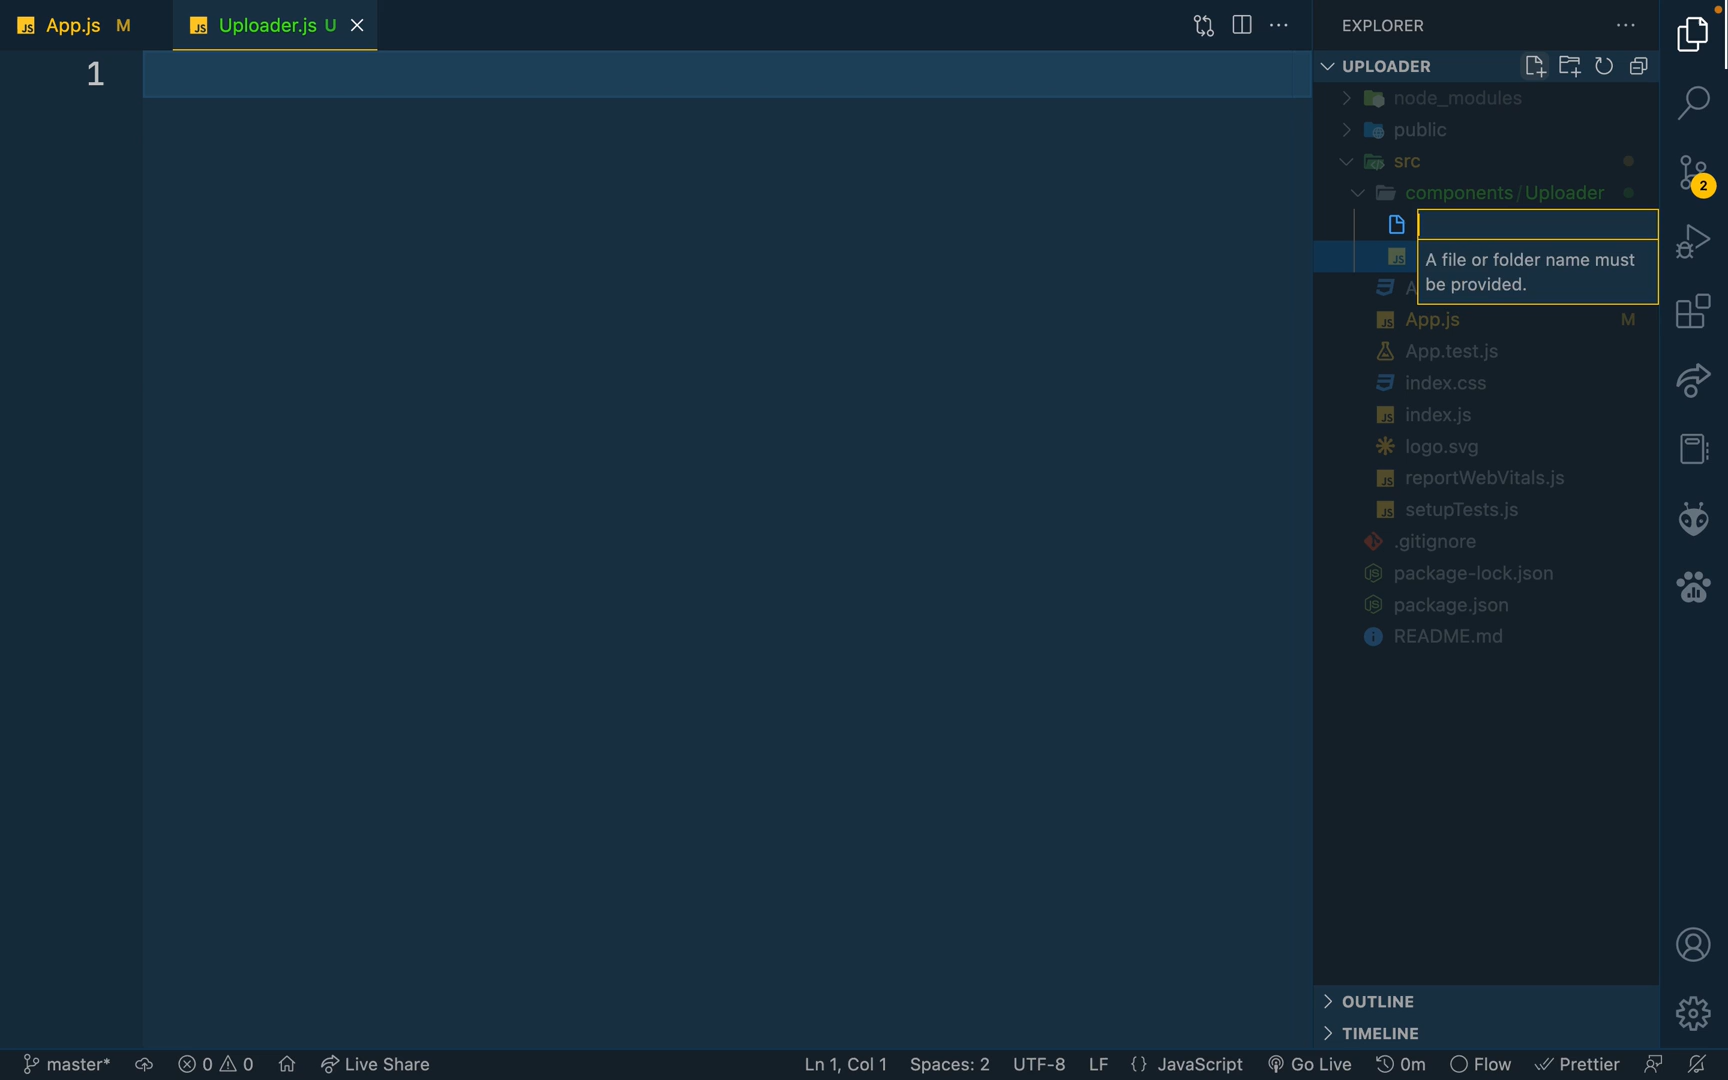 App.js M
Uploader.js U
EXPLORER
1
UPLOADER
node_modules
public
src
components/Uploader
2
A file or folder name must
be provided.
A
App.js M
App.test.js
index.css
index.js
logo.svg
reportWebVitals.js
setupTests.js
.gitignore
package-lock.json
package.json
README.md
OUTLINE
TIMELINE
master* 0 0 Live Share Ln 1, Col 1 Spaces: 2 UTF-8 LF {} JavaScript Go Live 0m Flow Prettier